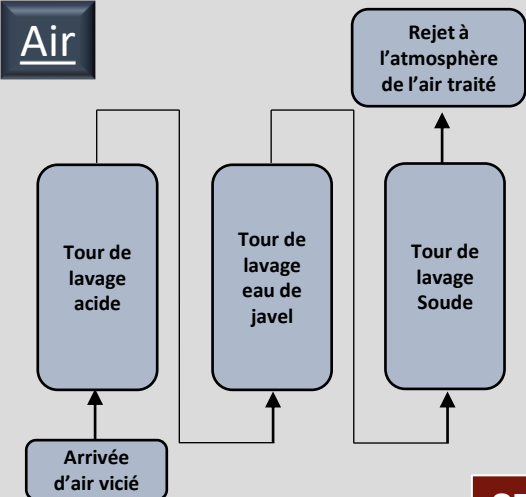 Air
Rejet à
l'atmosphère
de l'air traité
Tour de
lavage
acide
Tour de
lavage
eau de
javel
Tour de
lavage
Soude
Arrivée
d'air vicié